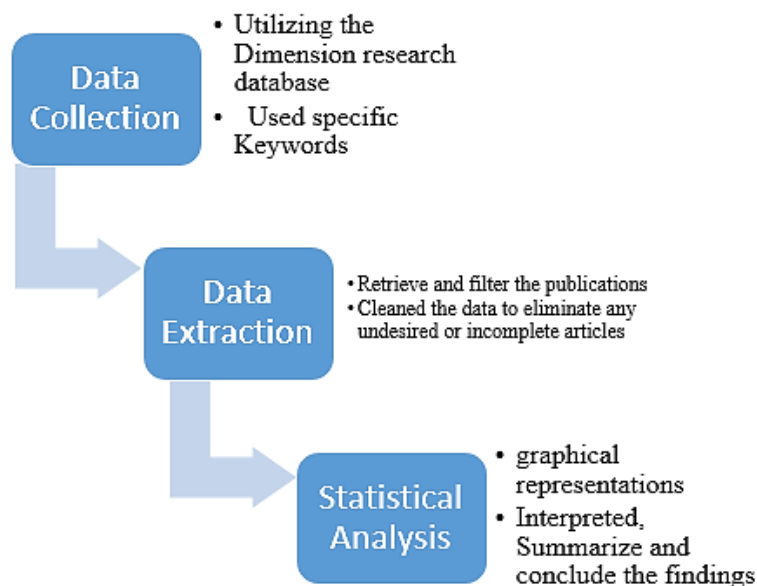 Data
Collection
• Utilizing the
Dimension research
database
• Used specific
Keywords
Data
Extraction
• Retrieve and filter the publications
• Cleaned the data to eliminate any
undesired or incomplete articles
Statistical
Analysis
• graphical
representations
• Interpreted,
Summarize and
conclude the findings